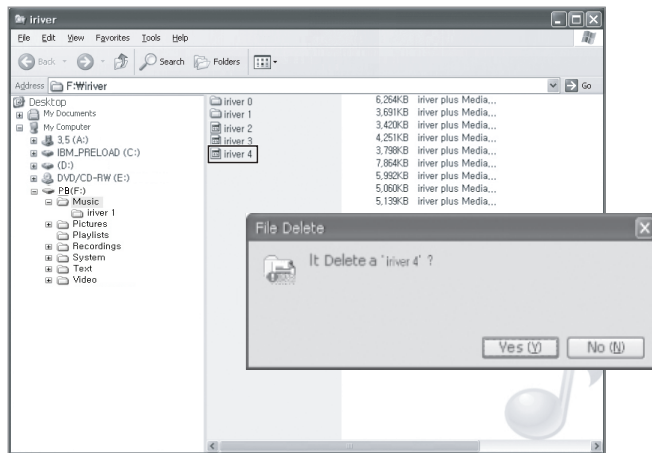 iriver
File Edit View Favorites Tools Help
Back Search Folders
Address F:₩iriver Go
Desktop
My Documents
My Computer
3,5 (A:)
IBM_PRELOAD (C:)
(D:)
DVD/CD-RW (E:)
PB(F:)
Music
iriver 1
Pictures
Playlists
Recordings
System
Text
Video
iriver 0
iriver 1
iriver 2
iriver 3
iriver 4
6,264KB iriver plus Media,,,
3,691KB iriver plus Media,,,
3,420KB iriver plus Media,,,
4,251KB iriver plus Media,,,
3,798KB iriver plus Media,,,
7,864KB iriver plus Media,,,
5,992KB iriver plus Media,,,
5,060KB iriver plus Media,,,
5,139KB iriver plus Media,,,
File Delete
It Delete a 'iriver 4' ?
Yes (Y) No (N)